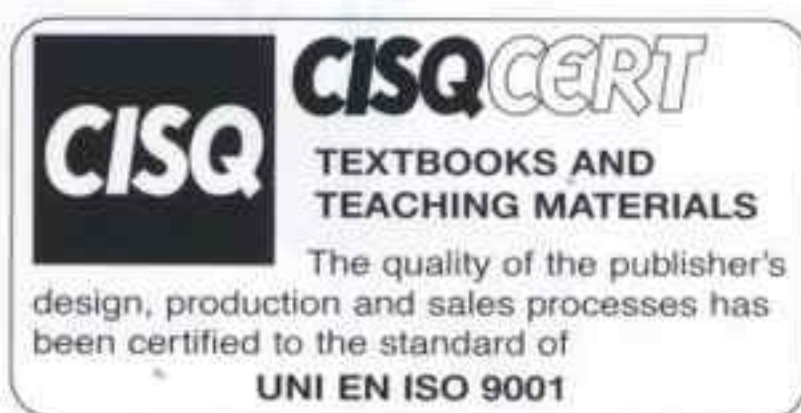 CISQ
CISQCERT
TEXTBOOKS AND
TEACHING MATERIALS
The quality of the publisher's
design, production and sales processes has
been certified to the standard of
UNI EN ISO 9001